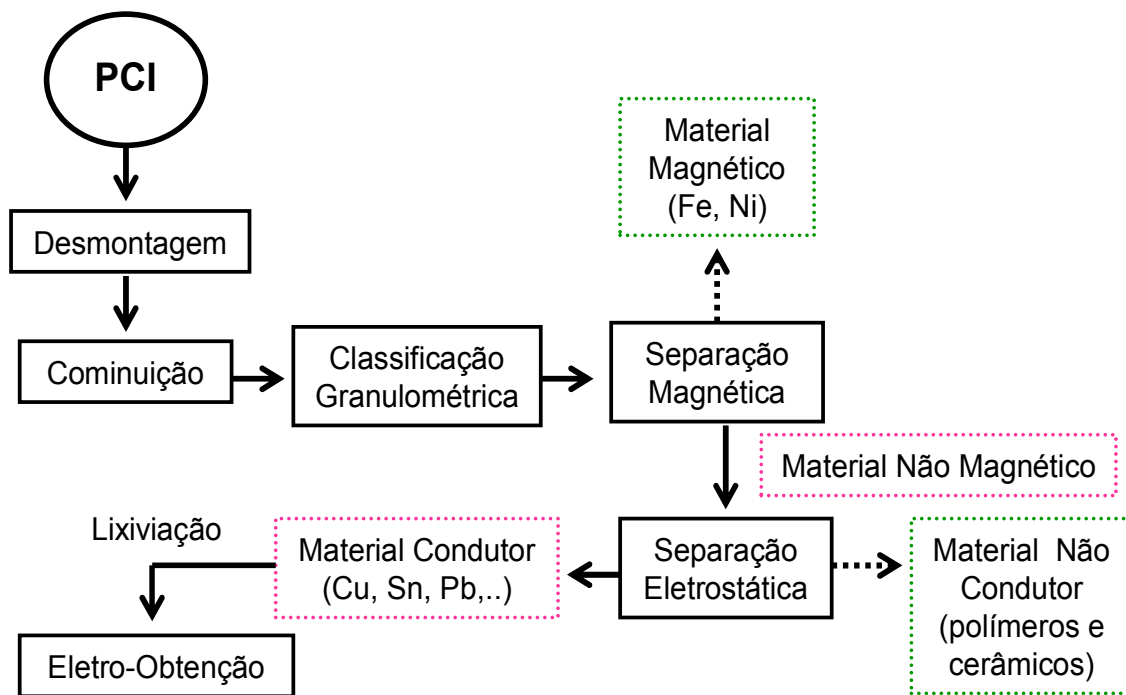 PCI
Desmontagem
Cominuição
Classificação
Granulométrica
Separação
Magnética
Material
Magnético
(Fe, Ni)
Material Não Magnético
Separação
Eletrostática
Material Não
Condutor
(polímeros e
cerâmicos)
Material Condutor
(Cu, Sn, Pb,..)
Lixiviação
Eletro-Obtenção